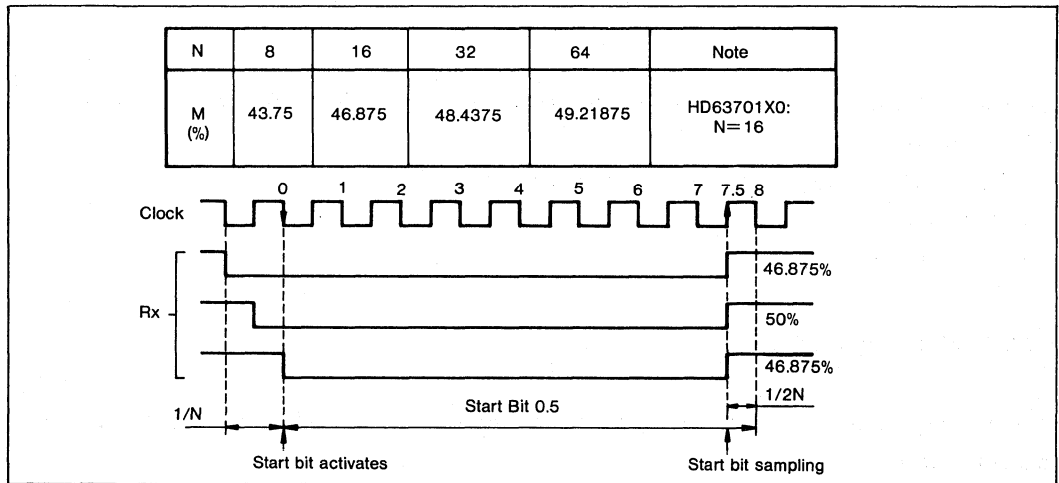 N 8 16 32 64 Note
M (%) 43.75 46.875 48.4375 49.21875 HD63701X0: N=16
0 1 2 3 4 5 6 7 7.5 8
Clock
46.875%
Rx
50%
46.875%
1/2N
Start Bit 0.5
1/N
Start bit activates Start bit sampling